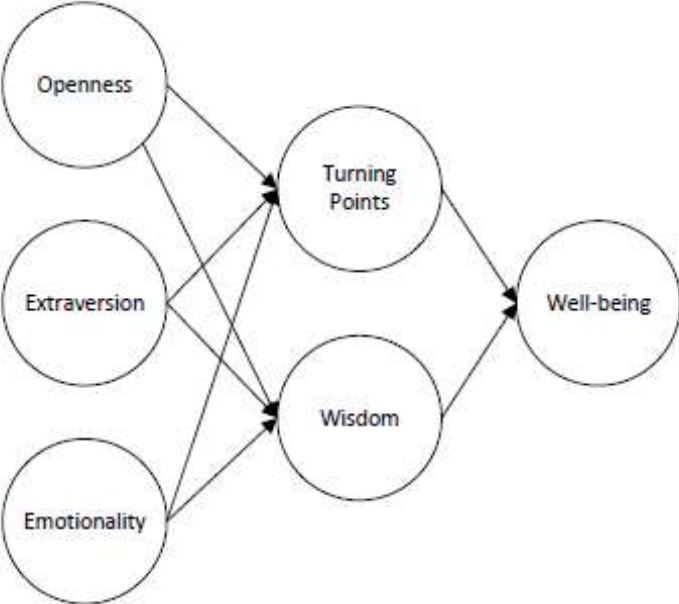 Openness
Turning
Points
Extraversion
Well-being
Wisdom
Emotionality